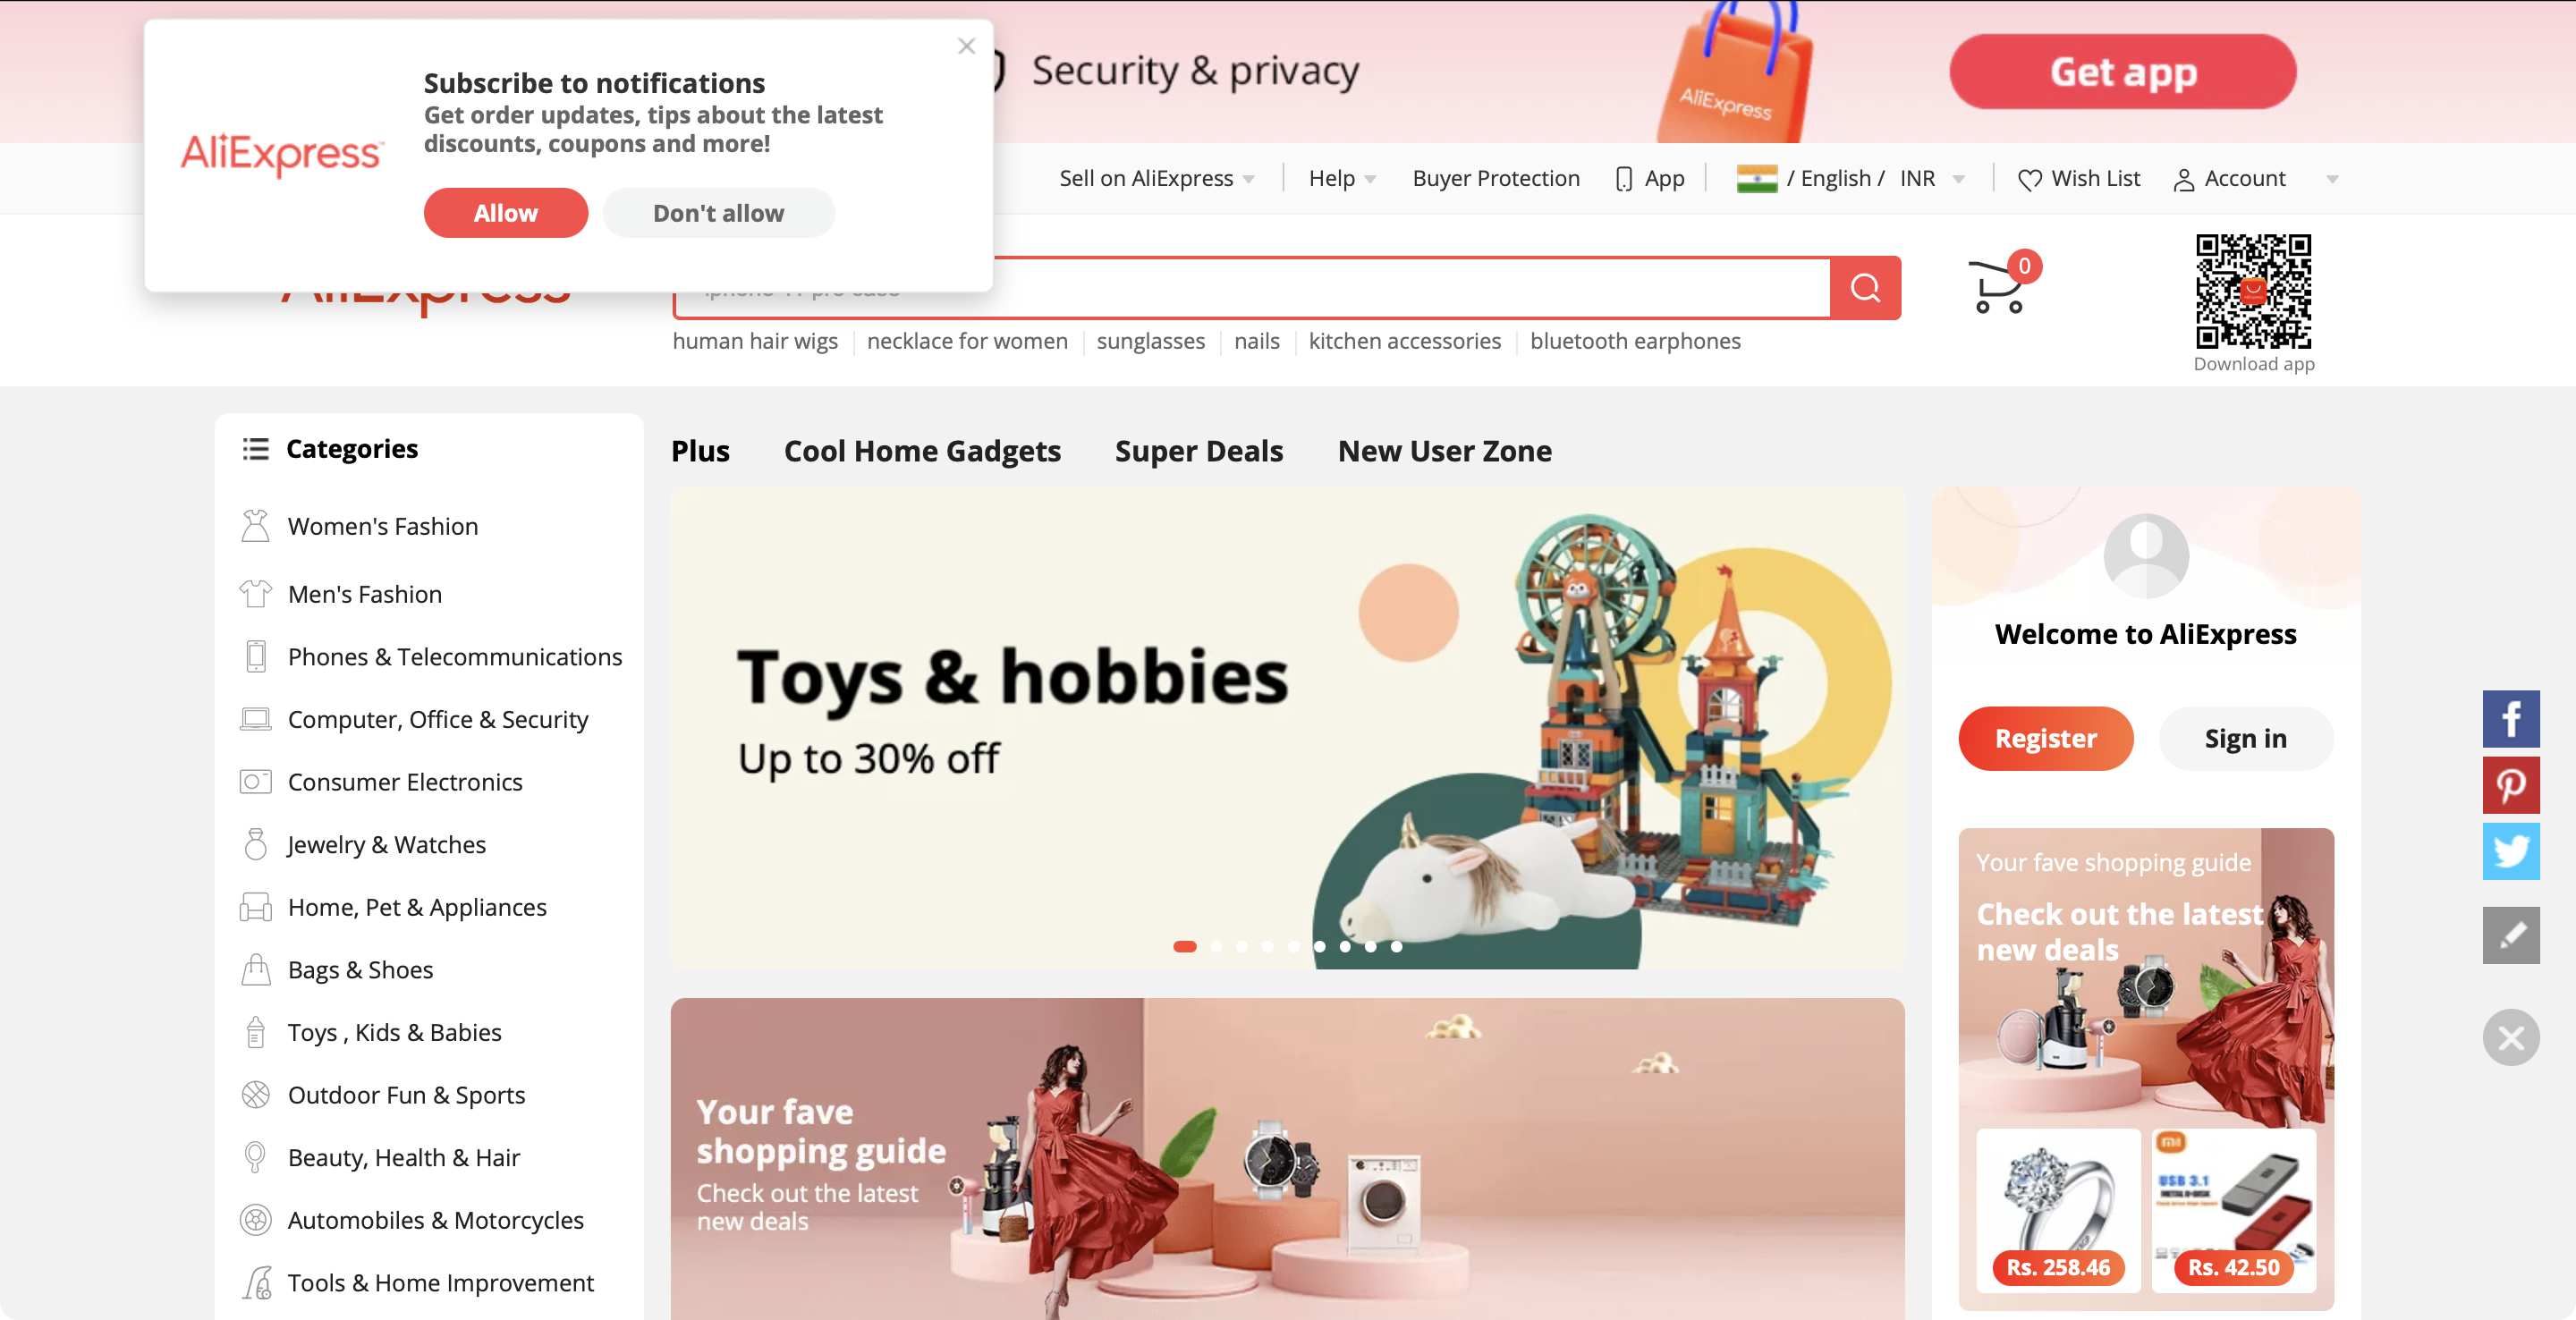 Security & privacy
AliExpress
Get app
Subscribe to notifications
Get order updates, tips about the latest
discounts, coupons and more!
AliExpress
Allow
Don't allow
Sell on AliExpress
Help
Buyer Protection
App
/ English / INR
Wish List
Account
0
AliExpress
human hair wigs
necklace for women
sunglasses
nails
kitchen accessories
bluetooth earphones
Download app
Categories
Women's Fashion
Men's Fashion
Phones & Telecommunications
Computer, Office & Security
Consumer Electronics
Jewelry & Watches
Home, Pet & Appliances
Bags & Shoes
Toys , Kids & Babies
Outdoor Fun & Sports
Beauty, Health & Hair
Automobiles & Motorcycles
Tools & Home Improvement
Plus
Cool Home Gadgets
Super Deals
New User Zone
Toys & hobbies
Up to 30% off
Your fave
shopping guide
Check out the latest
new deals
Welcome to AliExpress
Register
Sign in
Your fave shopping guide
Check out the latest
new deals
Rs. 258.46
mi
USB 3.1
Rs. 42.50